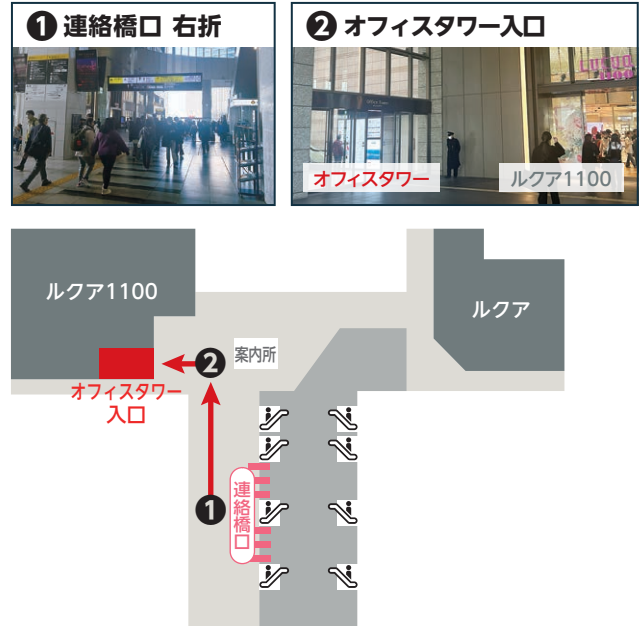 ❶ 連絡橋口 右折
❷ オフィスタワー入口
オフィスタワー
ルクア1100
ルクア1100
ルクア
❷
案内所
オフィスタワー
入口
❶
連絡橋口